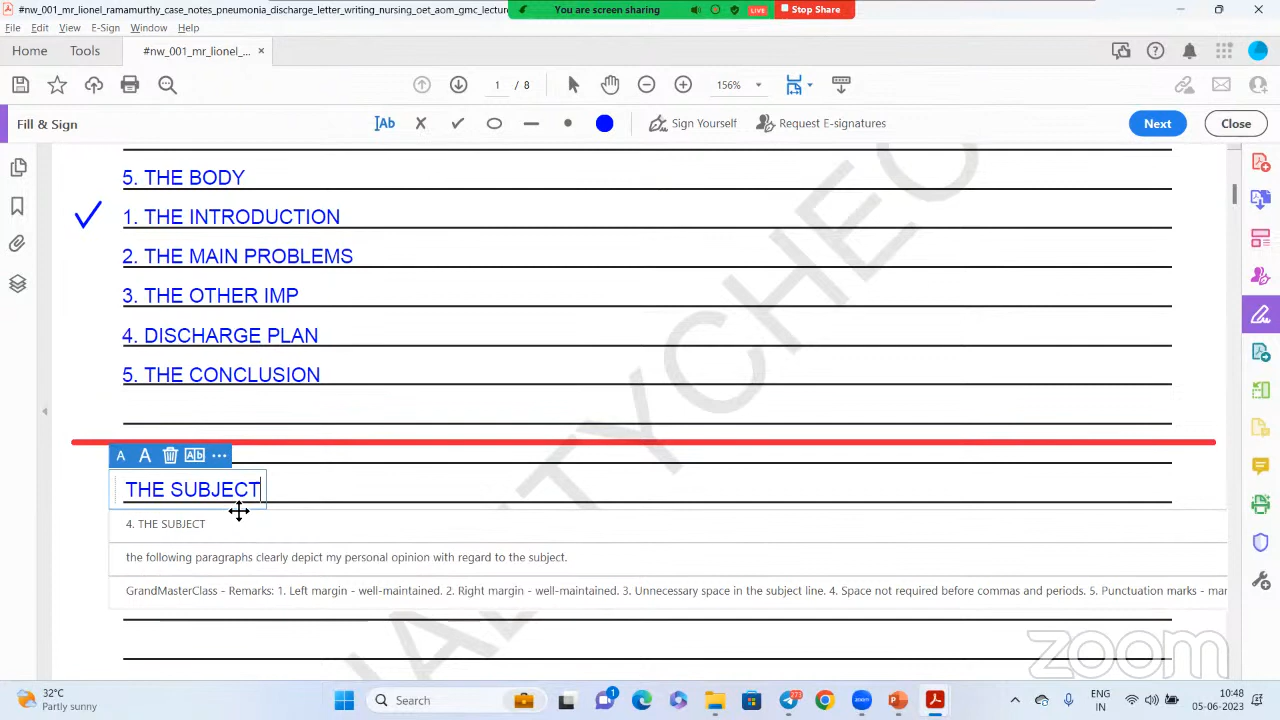 #nw_001_mr_lionel_ramamurthy_case_notes_pneumonia_discharge_letter_writing_nursing_oet_aom_gmc_lectur
You are screen sharing
LIVE
Stop Share
File Edit View E-Sign Window Help
Home Tools #nw_001_mr_lionel_... ×
1 / 8
156%
Fill & Sign
Ab
Sign Yourself
Request E-signatures
Next
Close
5. THE BODY
1. THE INTRODUCTION
2. THE MAIN PROBLEMS
3. THE OTHER IMP
4. DISCHARGE PLAN
5. THE CONCLUSION
A A Ab ...
THE SUBJECT
4. THE SUBJECT
the following paragraphs clearly depict my personal opinion with regard to the subject.
GrandMasterClass - Remarks: 1. Left margin - well-maintained. 2. Right margin - well-maintained. 3. Unnecessary space in the subject line. 4. Space not required before commas and periods. 5. Punctuation marks - mar
zoom
32°C
Partly sunny
Search
1
273
ENG
IN
10:48
05-06-2023